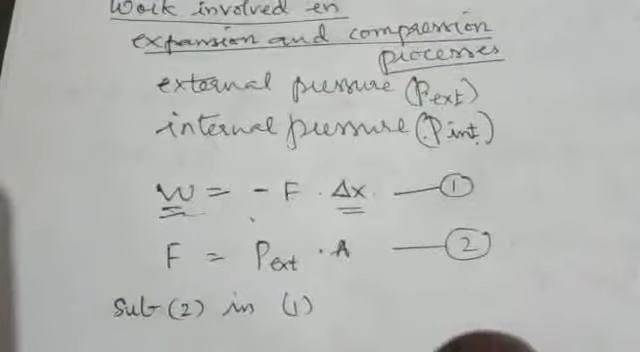 Work involved in
expansion and compression
processes
external pressure (Pext)
internal pressure (Pint)
W = - F . Δx. — 1
F = Pext . A — 2
Sub (2) in (1)